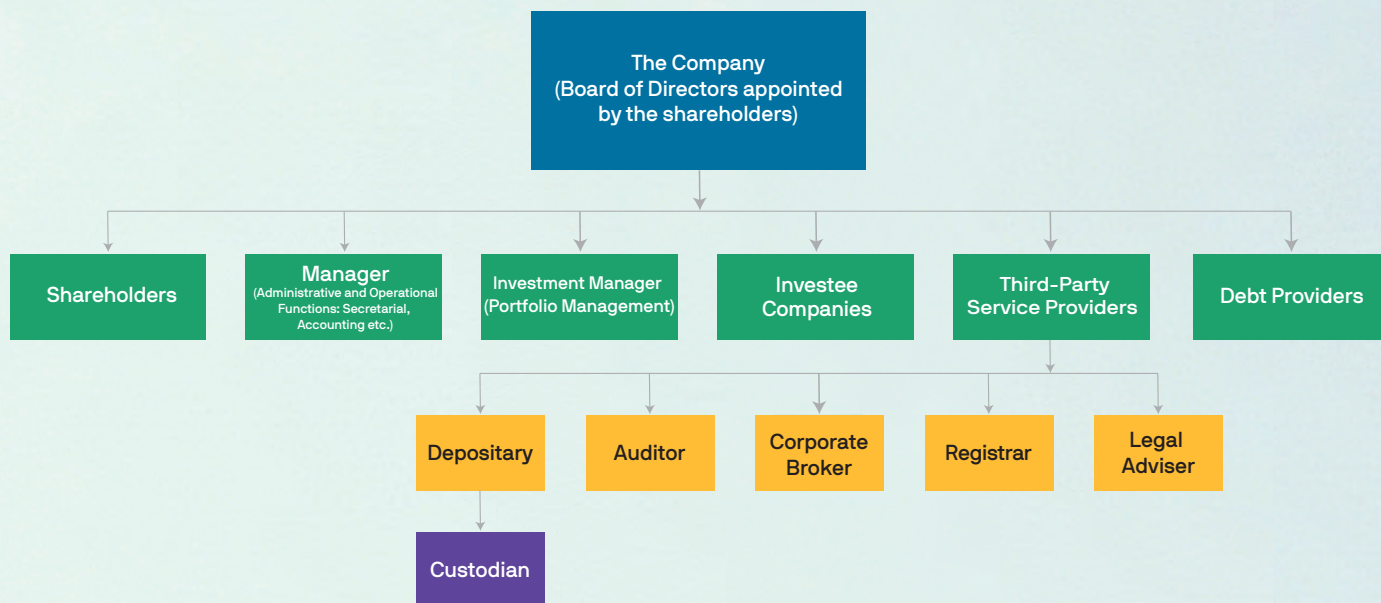 The Company
(Board of Directors appointed
by the shareholders)
Shareholders
Manager
(Administrative and Operational
Functions: Secretarial,
Accounting etc.)
Investment Manager
(Portfolio Management)
Investee
Companies
Third-Party
Service Providers
Debt Providers
Depositary
Auditor
Corporate
Broker
Registrar
Legal
Adviser
Custodian